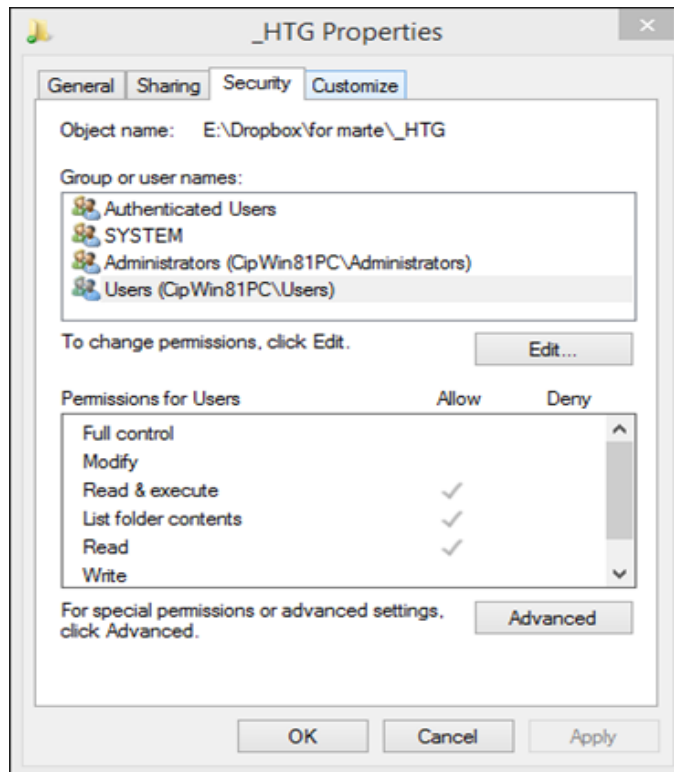 _HTG Properties
General Sharing Security Customize
Object name: E:\Dropbox\for marte\_HTG
Group or user names:
Authenticated Users
SYSTEM
Administrators (CipWin81PC\Administrators)
Users (CipWin81PC\Users)
To change permissions, click Edit.
Edit...
Permissions for Users Allow Deny
Full control
Modify
Read & execute
List folder contents
Read
Write
For special permissions or advanced settings,
click Advanced.
Advanced
OK Cancel Apply